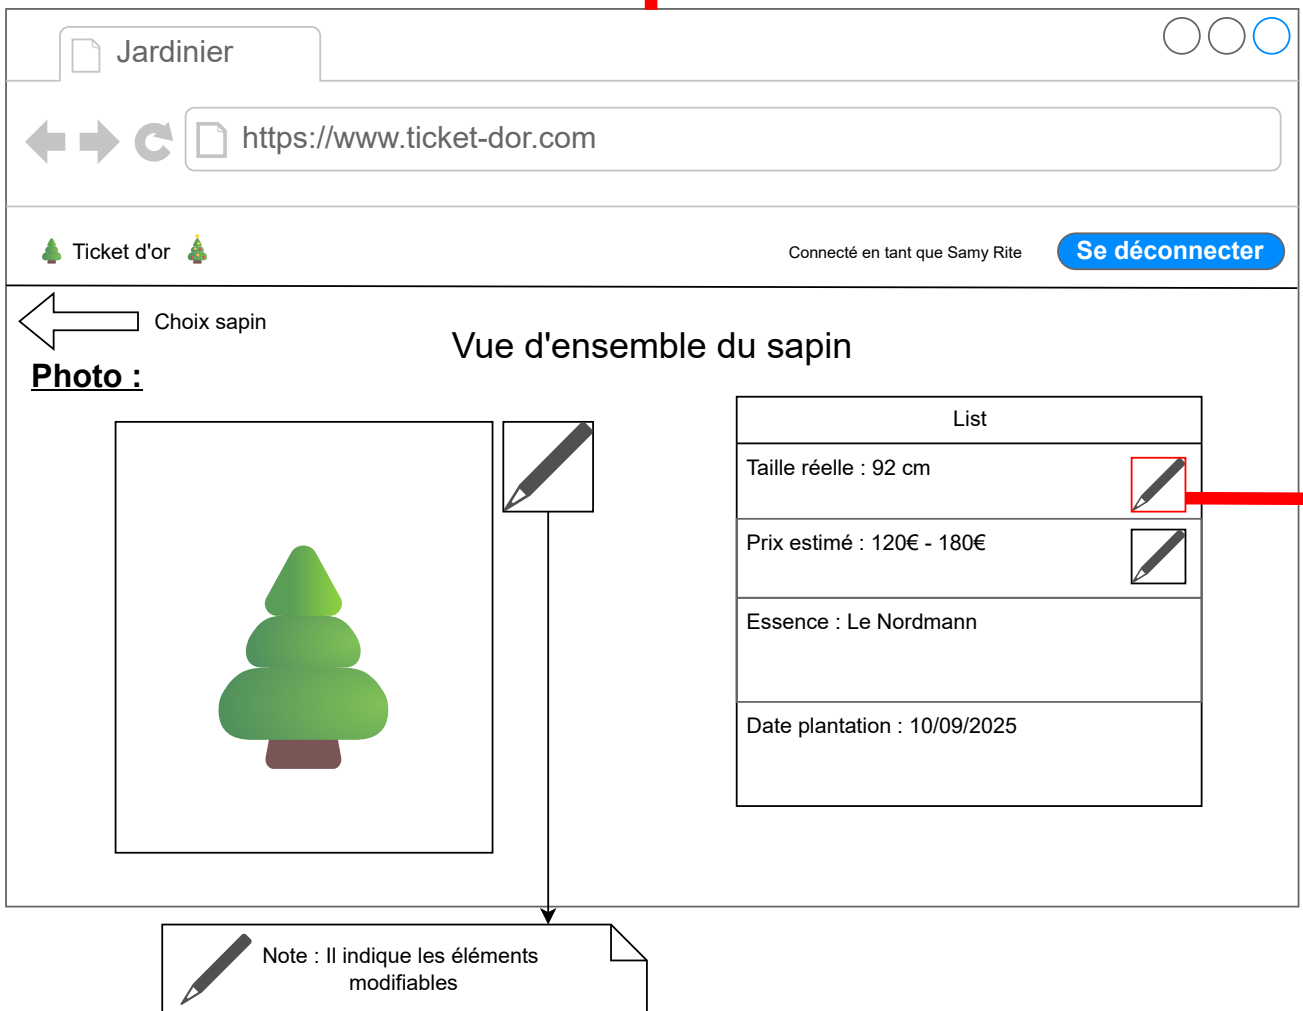 Jardinier
https://www.ticket-dor.com
Ticket d'or
Connecté en tant que Samy Rite
Se déconnecter
Choix sapin
Vue d'ensemble du sapin
Photo :
List
Taille réelle : 92 cm
Prix estimé : 120€ - 180€
Essence : Le Nordmann
Date plantation : 10/09/2025
Note : Il indique les éléments
modifiables